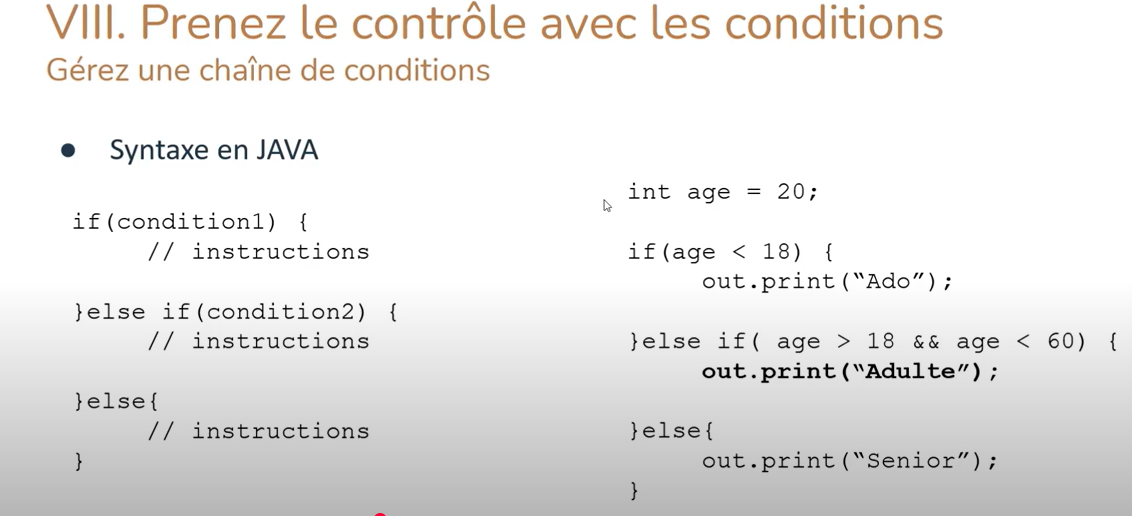 VIII. Prenez le contrôle avec les conditions
Gérez une chaîne de conditions
● Syntaxe en JAVA
if(condition1) {
// instructions
}else if(condition2) {
// instructions
}else{
// instructions
}
int age = 20;
if(age < 18) {
out.print(“Ado”);
}else if( age > 18 && age < 60) {
out.print(“Adulte”);
}else{
out.print(“Senior”);
}